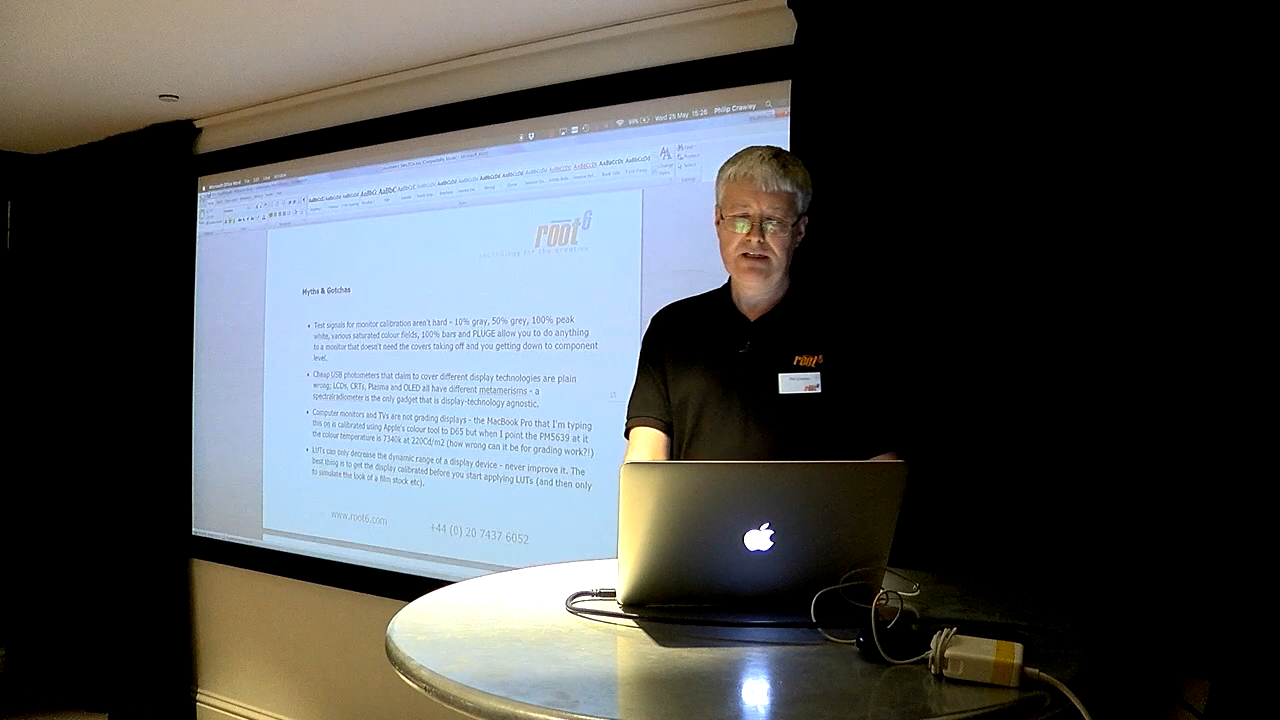 Wed 25 May 15:26 Philip Crawley
Microsoft Office Word File Edit View Window
root6
technology for the creative
Myths & Gotchas
• Test signals for monitor calibration aren't hard - 10% gray, 50% grey, 100% peak
white, various saturated colour fields, 100% bars and PLUGE allow you to do anything
to a monitor that doesn't need the covers taking off and you getting down to component
level.
• Cheap USB photometers that claim to cover different display technologies are plain
wrong; LCDs, CRTs, Plasma and OLED all have different metamerisms - a
spectralradiometer is the only gadget that is display-technology agnostic.
• Computer monitors and TVs are not grading displays - the MacBook Pro that I'm typing
this on is calibrated using Apple's colour tool to D65 but when I point the PM5639 at it
the colour temperature is 7340k at 220Cd/m2 (how wrong can it be for grading work?!)
• LUTs can only decrease the dynamic range of a display device - never improve it. The
best thing is to get the display calibrated before you start applying LUTs (and then only
to simulate the look of a film stock etc).
www.root6.com +44 (0) 20 7437 6052
root6